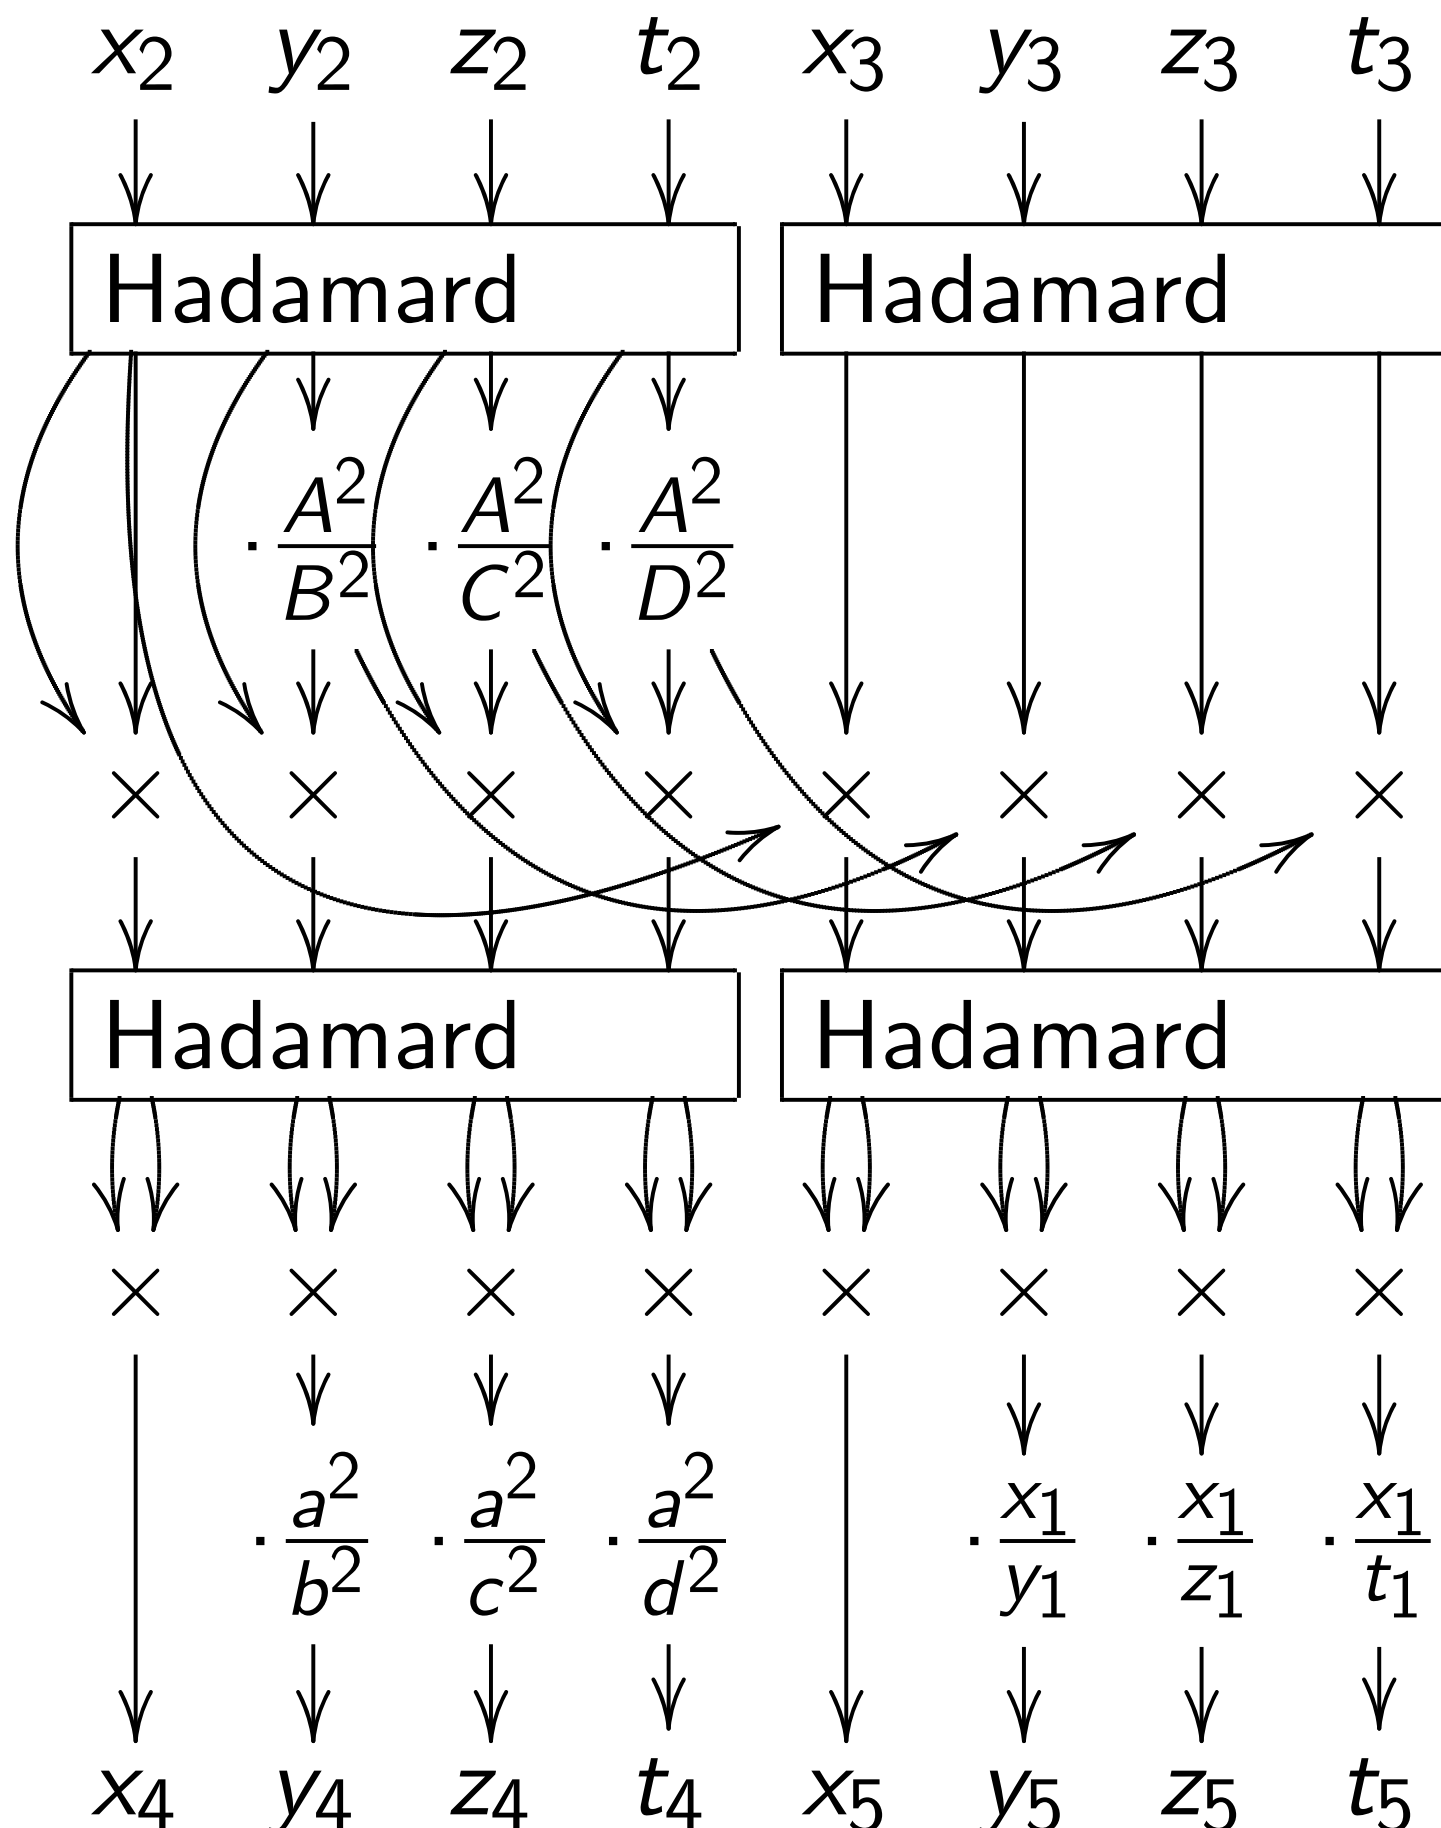 x₂ y₂ z₂ t₂ x₃ y₃ z₃ t₃
Hadamard Hadamard
· A²/B² · A²/C² · A²/D²
× × × × × × × ×
Hadamard Hadamard
× × × × × × × ×
· a²/b² · a²/c² · a²/d² · x₁/y₁ · x₁/z₁ · x₁/t₁
x₄ y₄ z₄ t₄ x₅ y₅ z₅ t₅